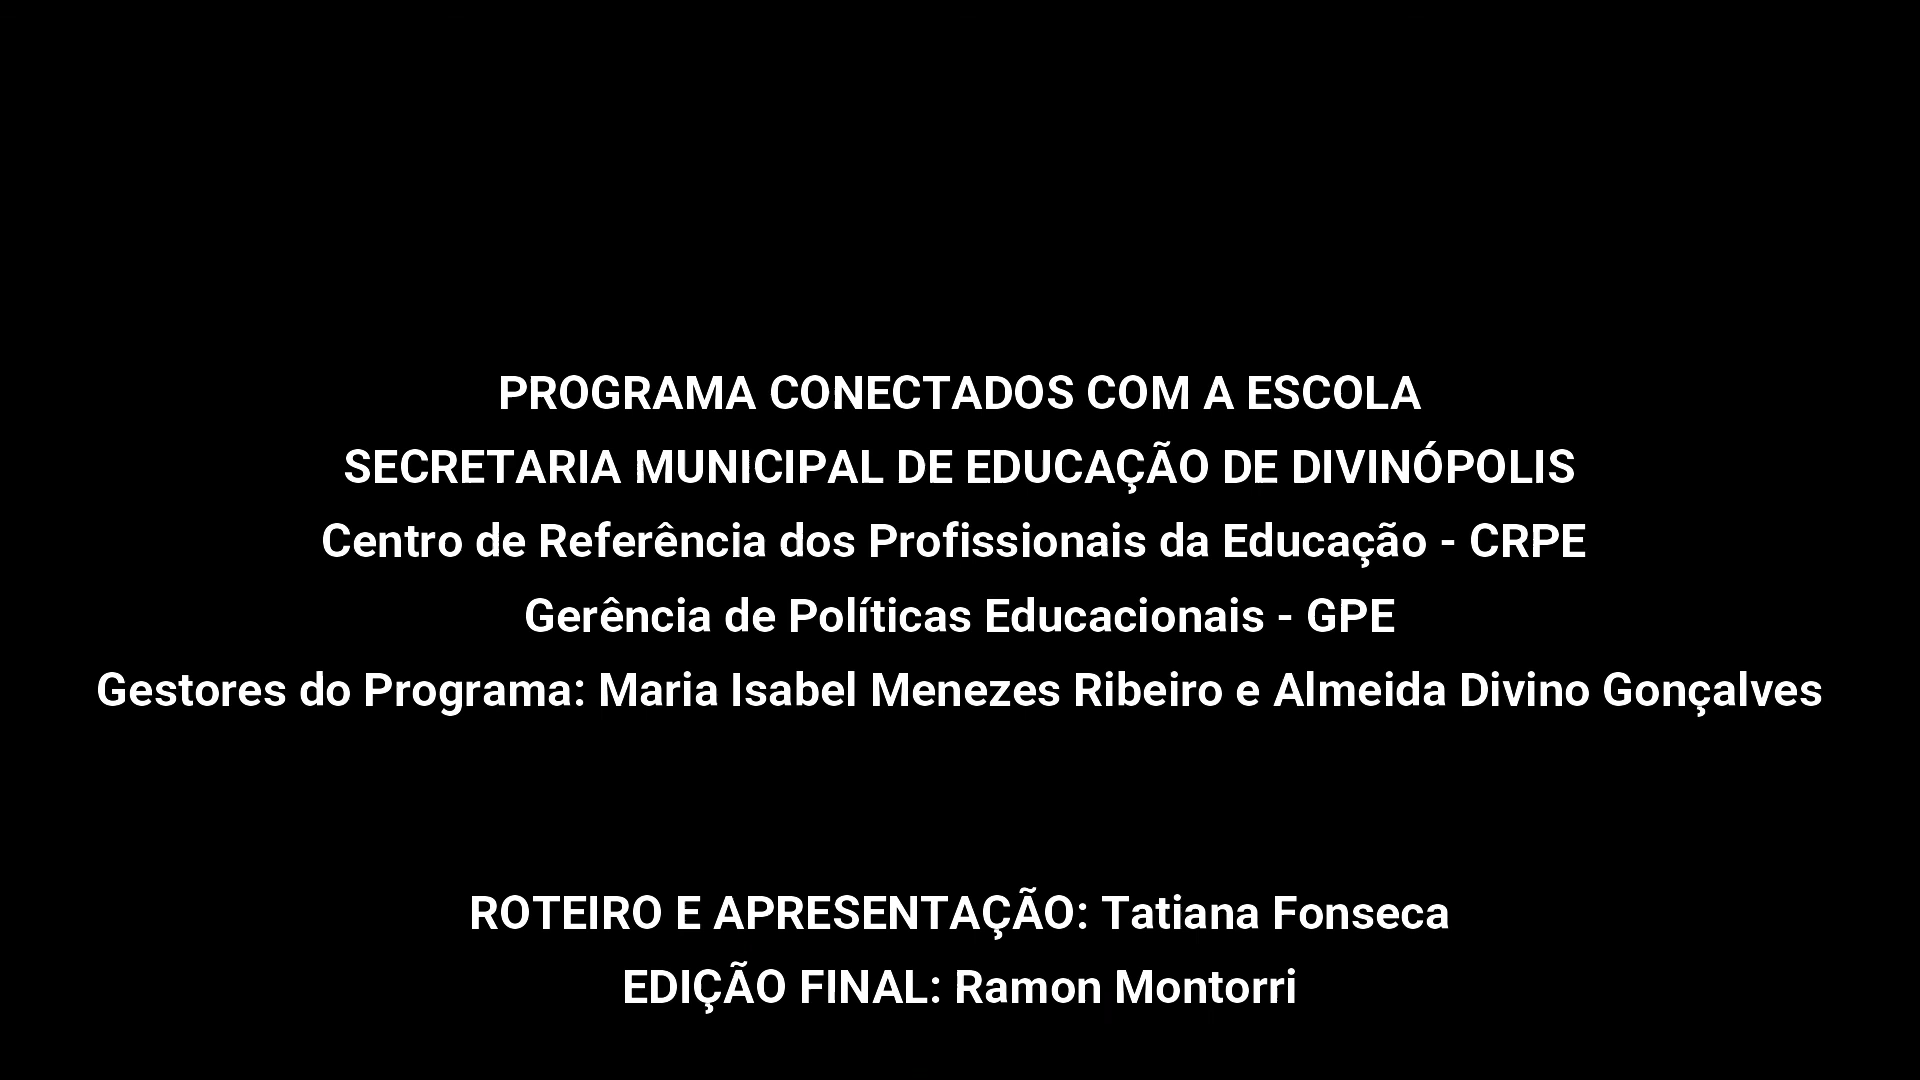 PROGRAMA CONECTADOS COM A ESCOLA
SECRETARIA MUNICIPAL DE EDUCAÇÃO DE DIVINÓPOLIS
Centro de Referência dos Profissionais da Educação - CRPE
Gerência de Políticas Educacionais - GPE
Gestores do Programa: Maria Isabel Menezes Ribeiro e Almeida Divino Gonçalves
ROTEIRO E APRESENTAÇÃO: Tatiana Fonseca
EDIÇÃO FINAL: Ramon Montorri